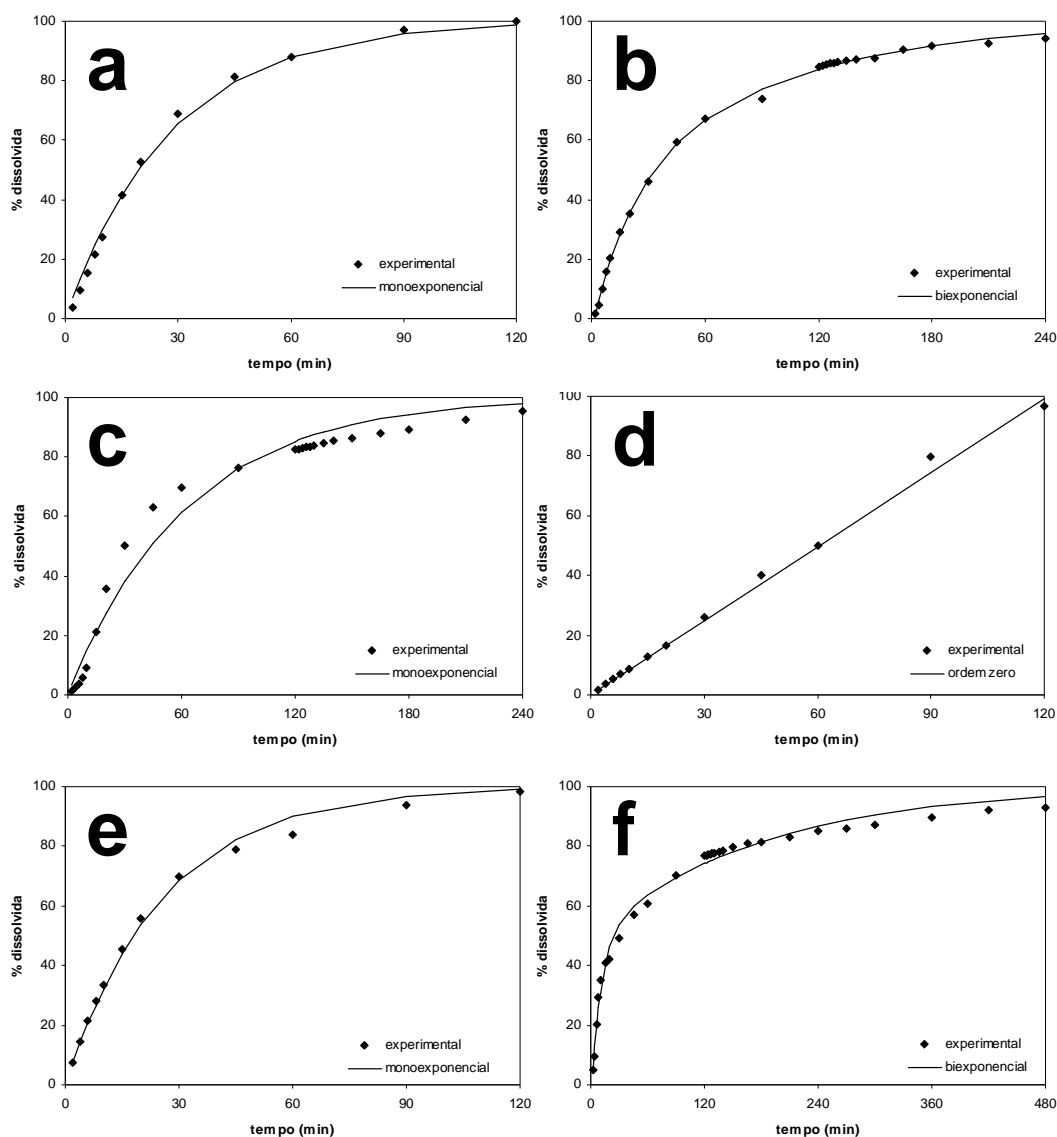 a
% dissolvida
100
80
60
40
20
0
experimental
monoexponencial
0 30 60 90 120
tempo (min)
b
% dissolvida
100
80
60
40
20
0
experimental
biexponencial
0 60 120 180 240
tempo (min)
c
% dissolvida
100
80
60
40
20
0
experimental
monoexponencial
0 60 120 180 240
tempo (min)
d
% dissolvida
100
80
60
40
20
0
experimental
ordem zero
0 30 60 90 120
tempo (min)
e
% dissolvida
100
80
60
40
20
0
experimental
monoexponencial
0 30 60 90 120
tempo (min)
f
% dissolvida
100
80
60
40
20
0
experimental
biexponencial
0 120 240 360 480
tempo (min)